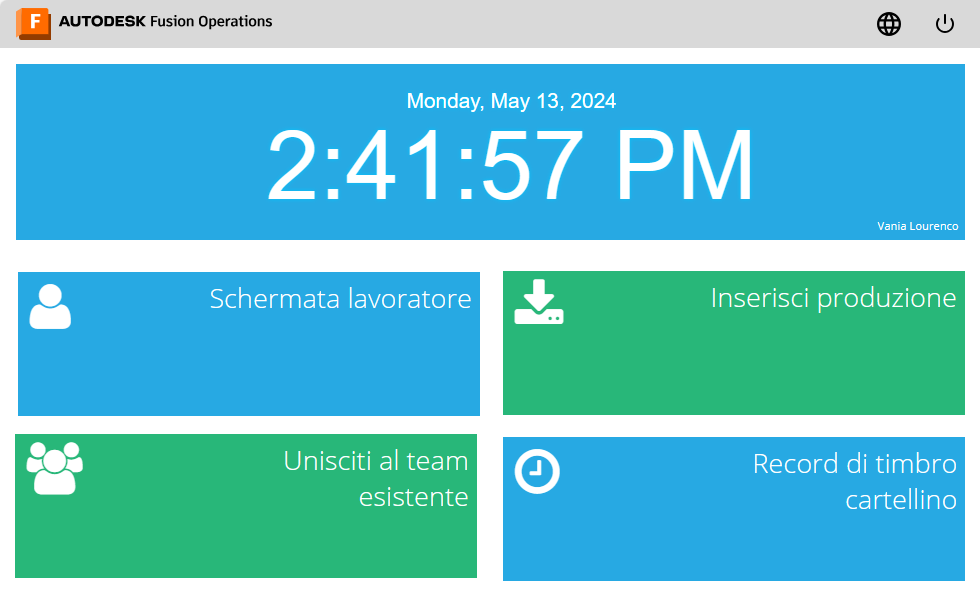 F AUTODESK Fusion Operations
Monday, May 13, 2024
2:41:57 PM
Vania Lourenco
Schermata lavoratore
Inserisci produzione
Unisciti al team
esistente
Record di timbro
cartellino